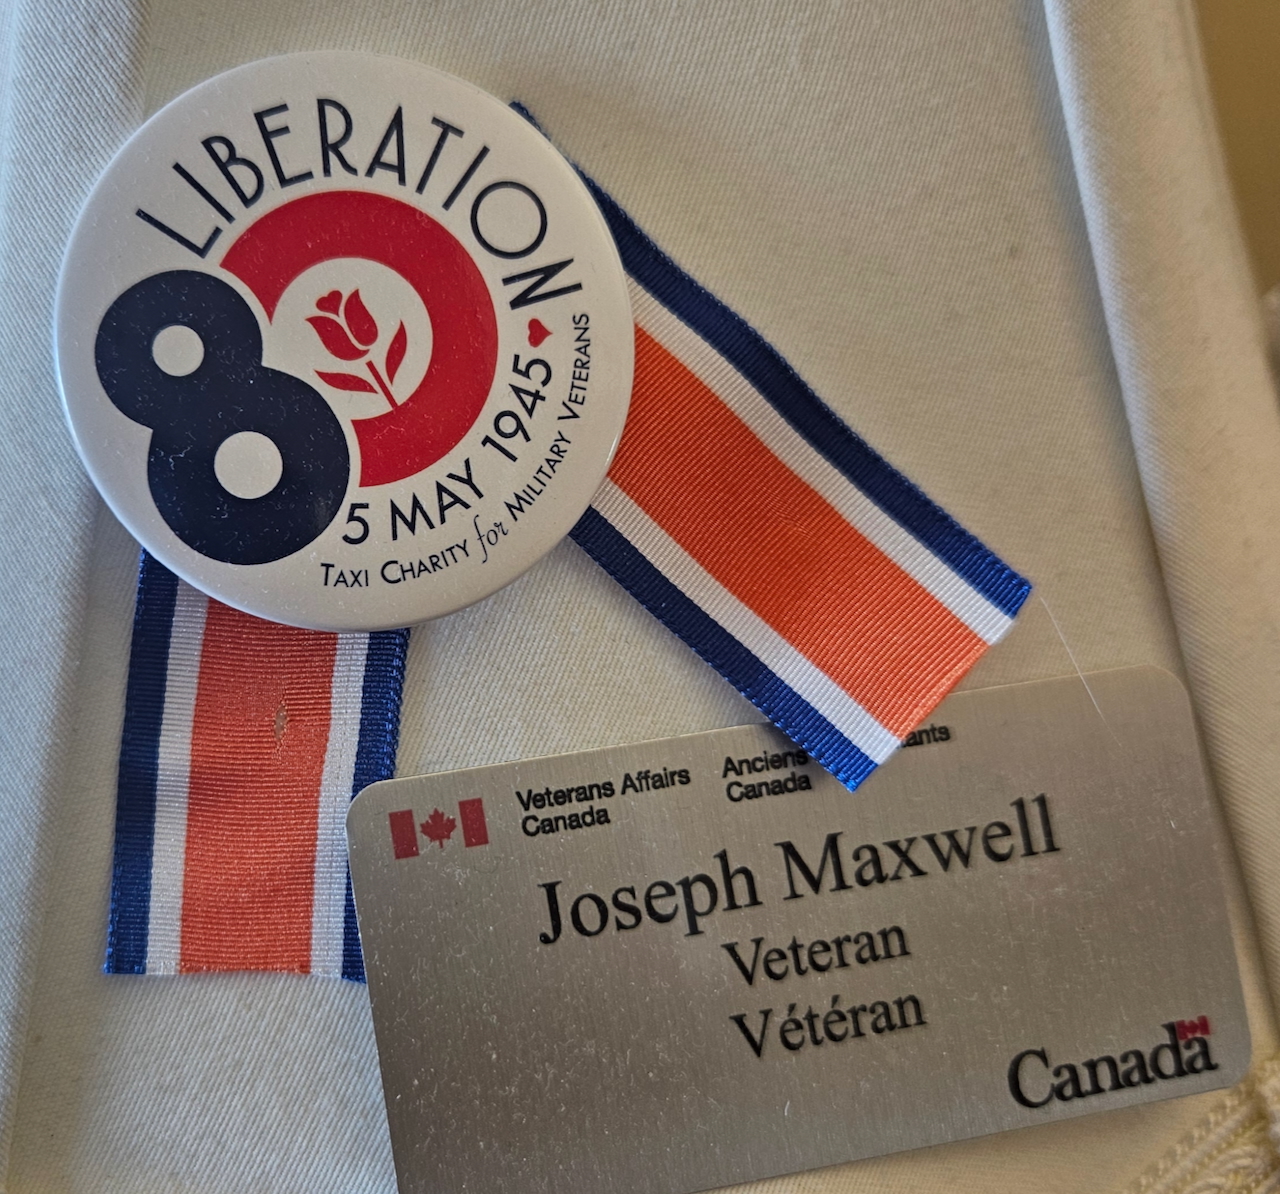 LIBERATION
80
5 MAY 1945
TAXI CHARITY for MILITARY VETERANS
Veterans Affairs
Canada
Anciens
Canada
Joseph Maxwell
Veteran
Vétéran
Canada